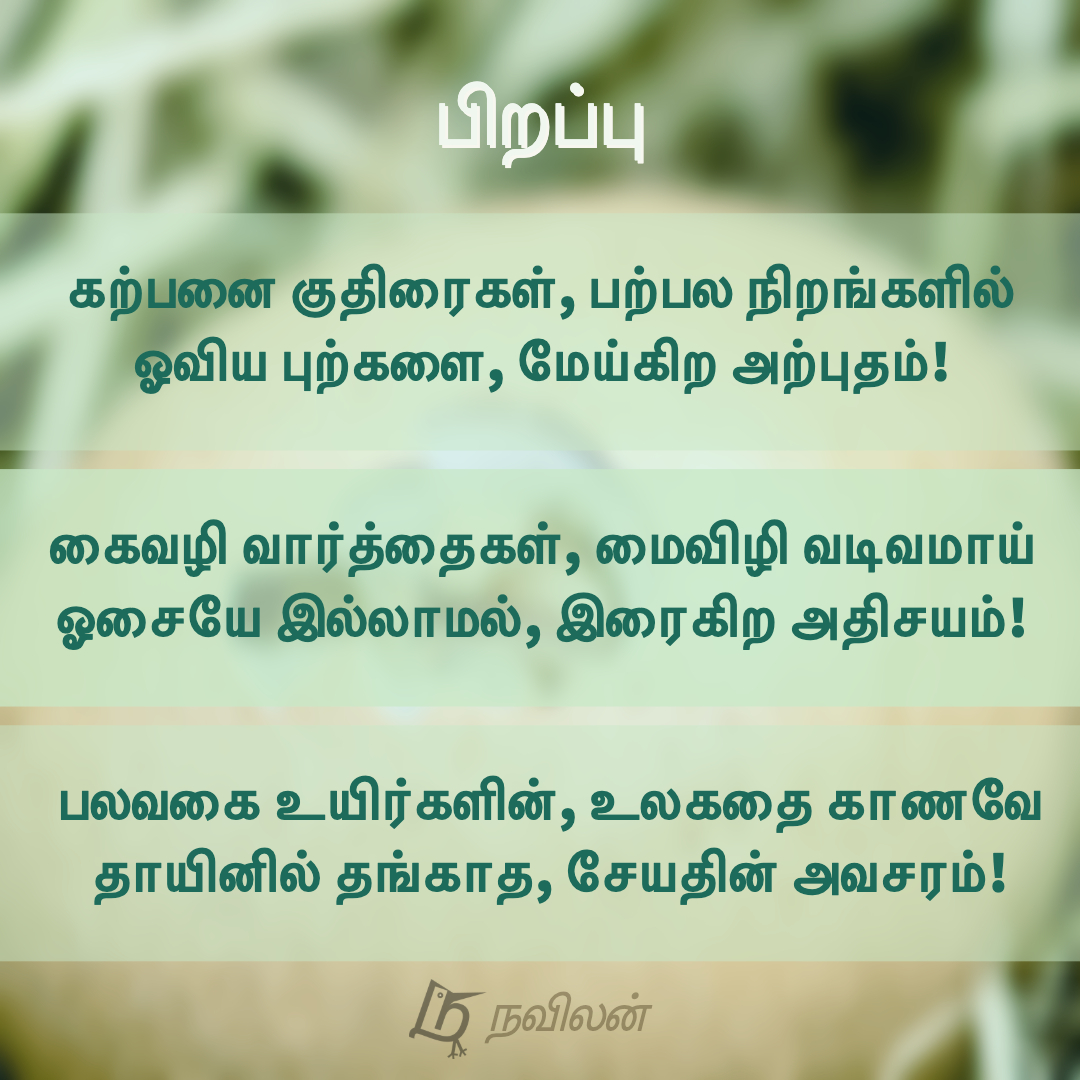 பிறப்பு
கற்பனை குதிரைகள், பற்பல நிறங்களில்
ஓவிய புற்களை, மேய்கிற அற்புதம்!
கைவழி வார்த்தைகள், மைவிழி வடிவமாய்
ஓசையே இல்லாமல், இரைகிற அதிசயம்!
பலவகை உயிர்களின், உலகதை காணவே
தாயினில் தங்காத, சேயதின் அவசரம்!
நவிலன்